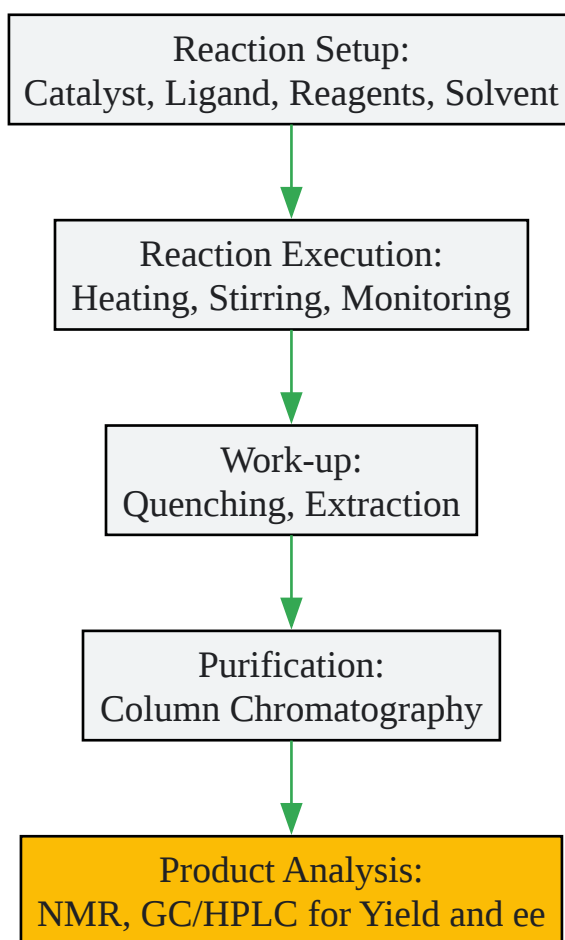 Reaction Setup:
Catalyst, Ligand, Reagents, Solvent
Reaction Execution:
Heating, Stirring, Monitoring
Work-up:
Quenching, Extraction
Purification:
Column Chromatography
Product Analysis:
NMR, GC/HPLC for Yield and ee